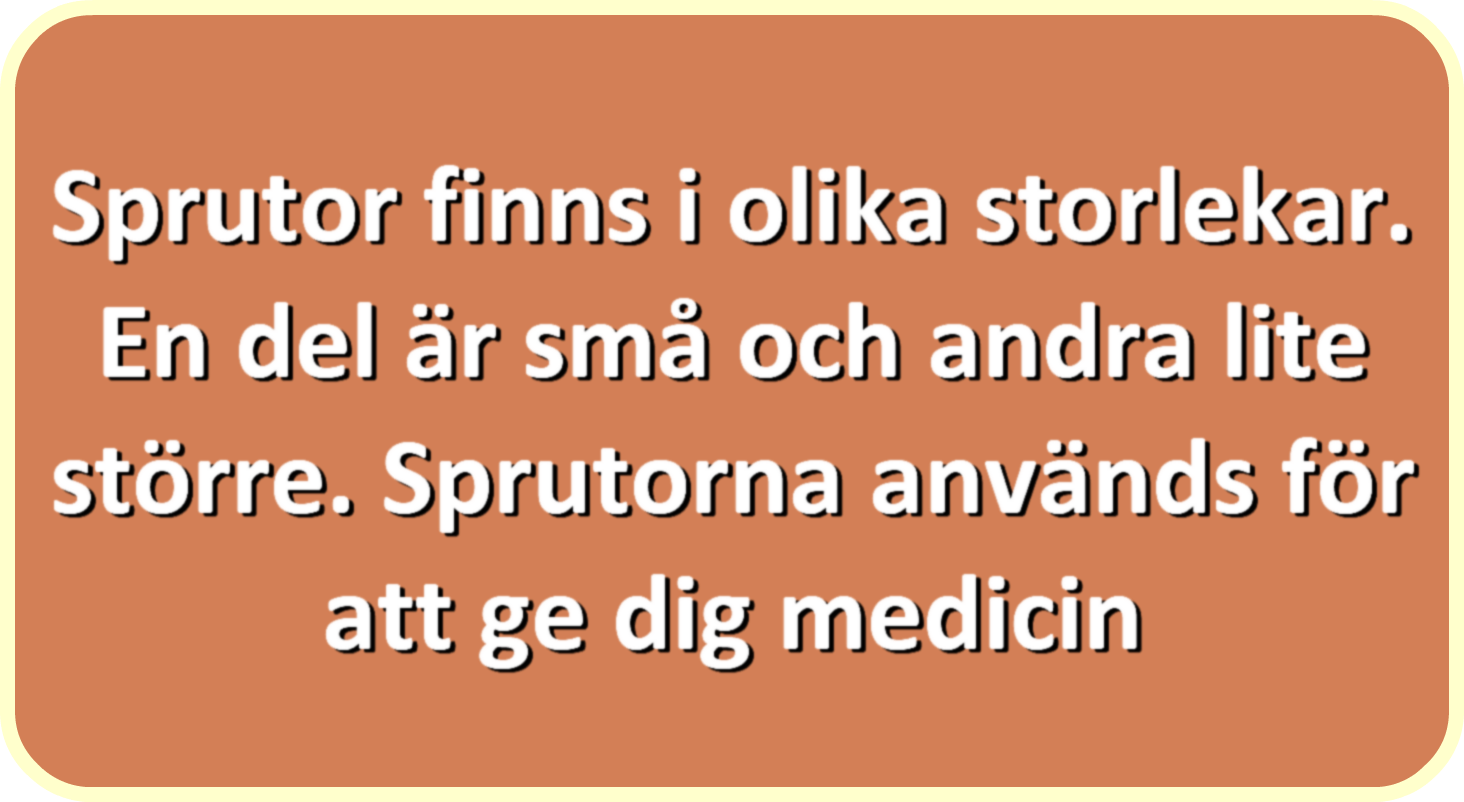 Sprutor finns i olika storlekar.
En del är små och andra lite
större. Sprutorna används för
att ge dig medicin